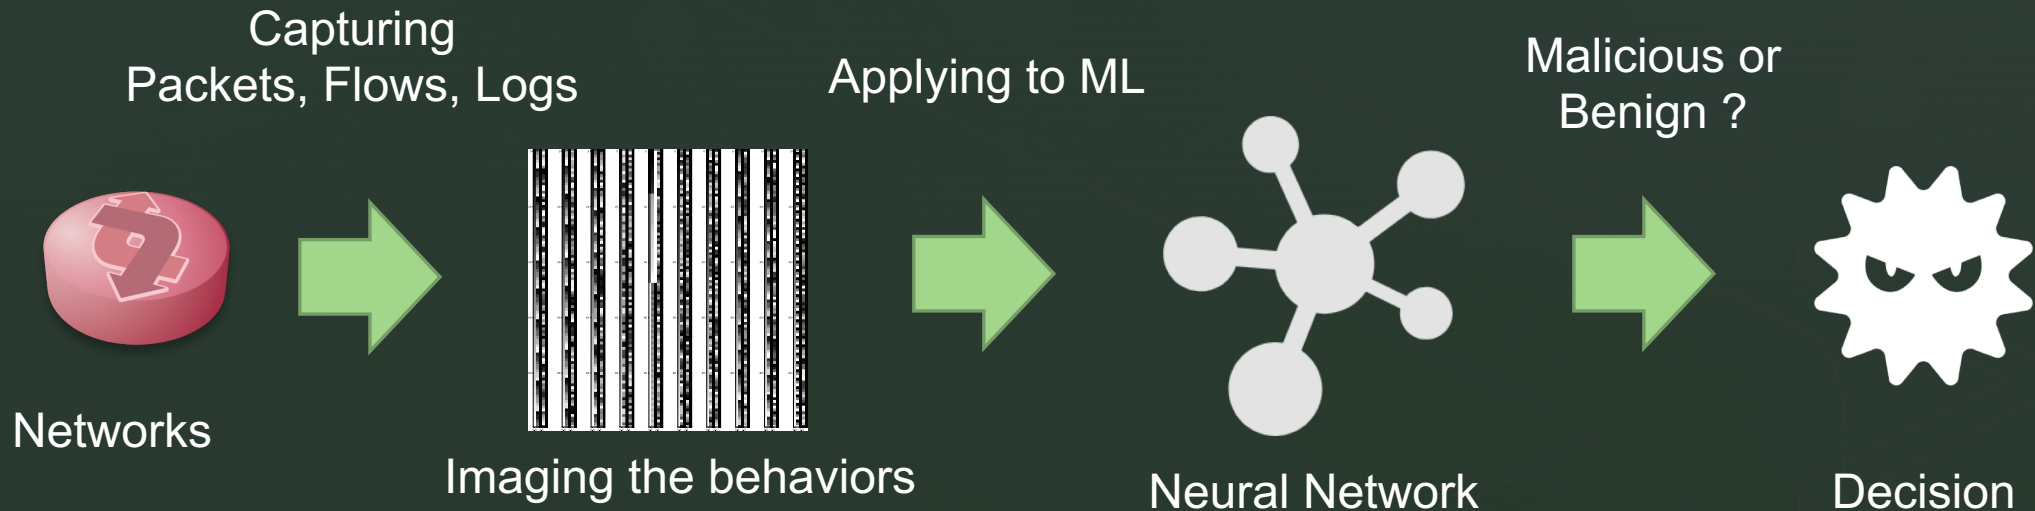 Capturing
Packets, Flows, Logs
Applying to ML
Malicious or
Benign ?
Networks
Imaging the behaviors
Neural Network
Decision